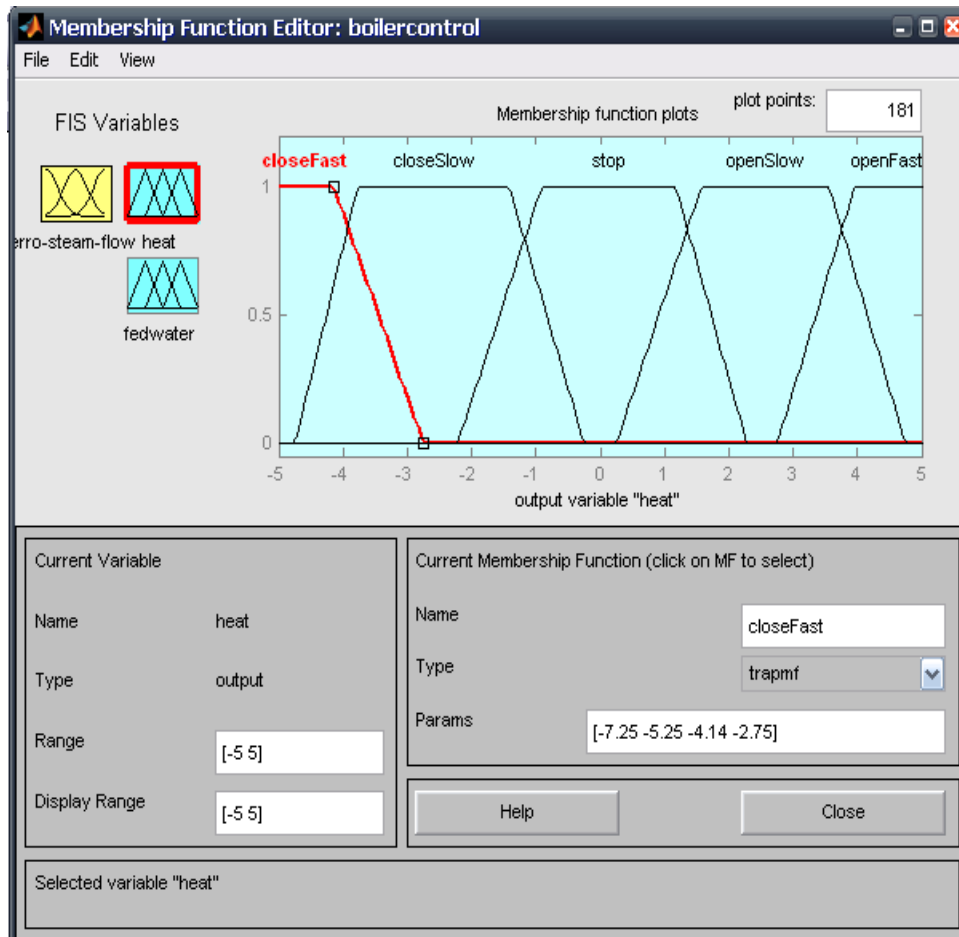 Membership Function Editor: boilercontrol
File Edit View
FIS Variables
Membership function plots
plot points:
181
closeFast closeSlow stop openSlow openFast
1
0.5
0
-5 -4 -3 -2 -1 0 1 2 3 4 5
output variable "heat"
erro-steam-flow heat
fedwater
Current Variable
Name heat
Type output
Range [-5 5]
Display Range [-5 5]
Current Membership Function (click on MF to select)
Name closeFast
Type trapmf
Params [-7.25 -5.25 -4.14 -2.75]
Help Close
Selected variable "heat"